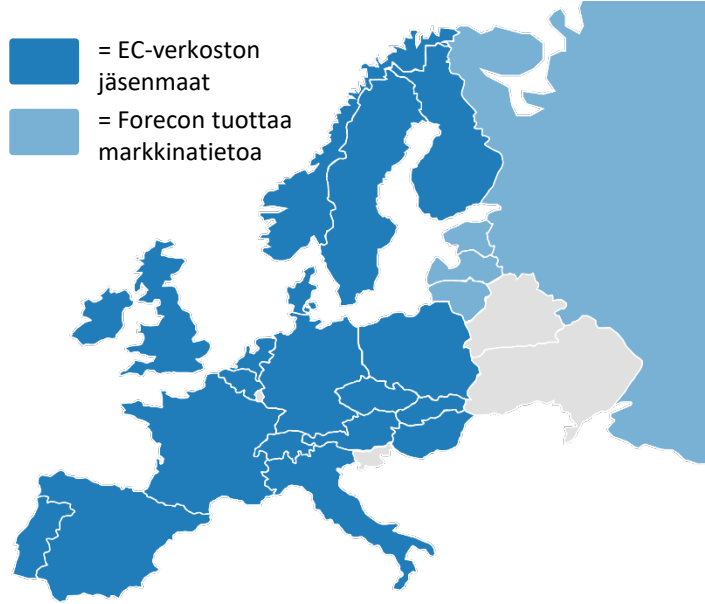 = EC-verkoston
jäsenmaat
= Forecon tuottaa
markkinatietoa